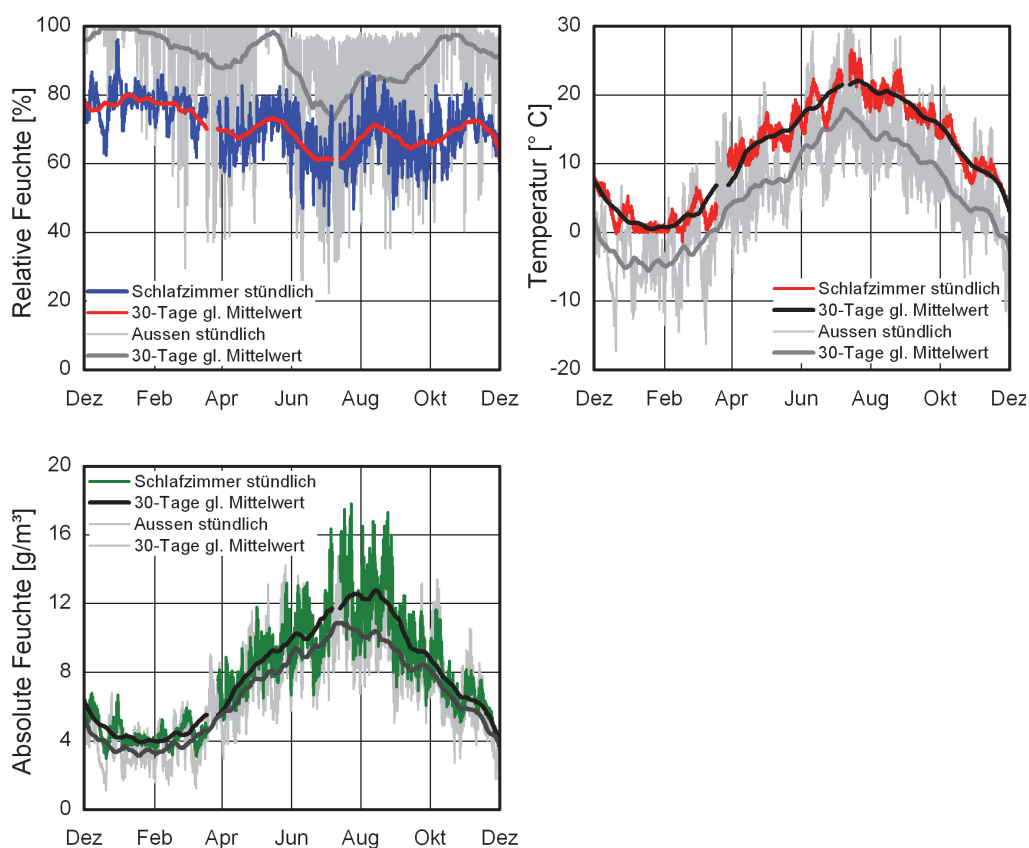 Relative Feuchte [%]
100
80
60
40
20
0
Schlafzimmer stündlich
30-Tage gl. Mittelwert
Aussen stündlich
30-Tage gl. Mittelwert
Dez Feb Apr Jun Aug Okt Dez
Temperatur [° C]
30
20
10
0
-10
-20
Schlafzimmer stündlich
30-Tage gl. Mittelwert
Aussen stündlich
30-Tage gl. Mittelwert
Dez Feb Apr Jun Aug Okt Dez
Absolute Feuchte [g/m³]
20
16
12
8
4
0
Schlafzimmer stündlich
30-Tage gl. Mittelwert
Aussen stündlich
30-Tage gl. Mittelwert
Dez Feb Apr Jun Aug Okt Dez